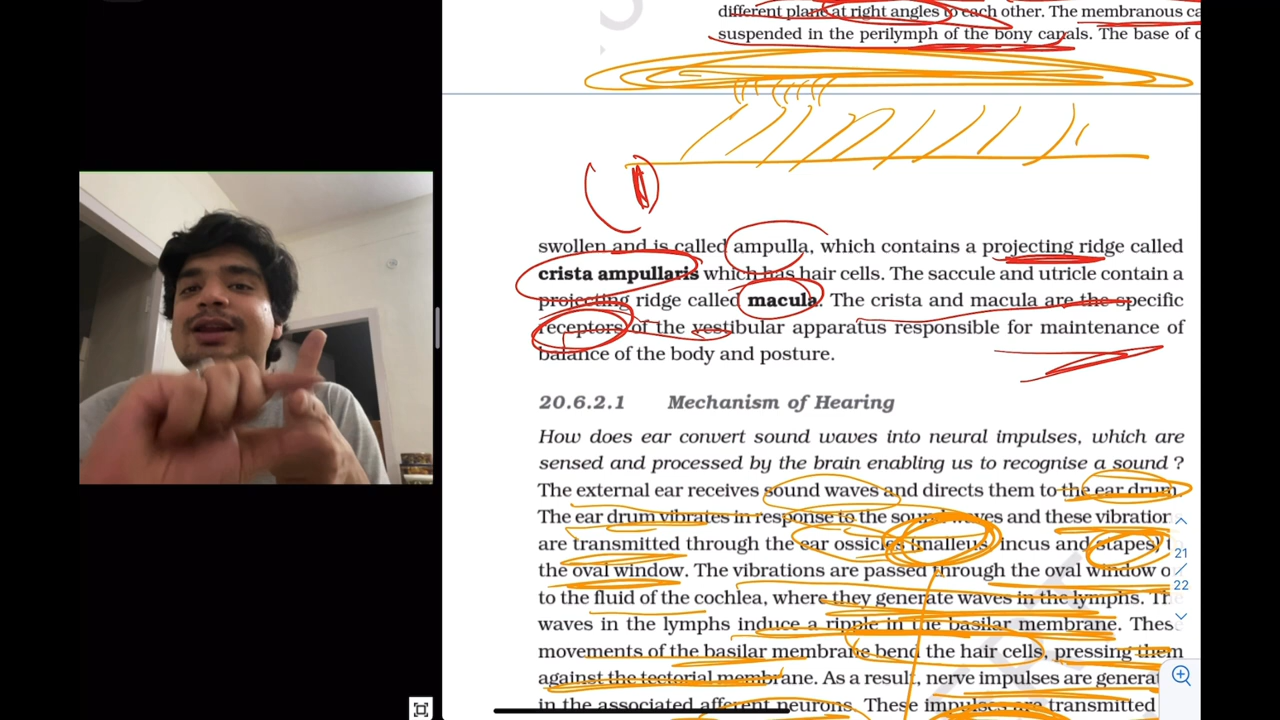 different plane at right angles to each other. The membranous ca
suspended in the perilymph of the bony canals. The base of
swollen and is called ampulla, which contains a projecting ridge called
crista ampullaris which has hair cells. The saccule and utricle contain a
projecting ridge called macula. The crista and macula are the specific
receptors of the vestibular apparatus responsible for maintenance of
balance of the body and posture.
20.6.2.1 Mechanism of Hearing
How does ear convert sound waves into neural impulses, which are
sensed and processed by the brain enabling us to recognise a sound ?
The external ear receives sound waves and directs them to the ear drum.
The ear drum vibrates in response to the sound waves and these vibration
are transmitted through the ear ossicles (malleus, incus and stapes) t
the oval window. The vibrations are passed through the oval window o
to the fluid of the cochlea, where they generate waves in the lymphs. Th
waves in the lymphs induce a ripple in the basilar membrane. Thes
movements of the basilar membrane bend the hair cells, pressing them
against the tectorial membrane. As a result, nerve impulses are generat
in the associated afferent neurons. These impulses are transmitted
21
/
22